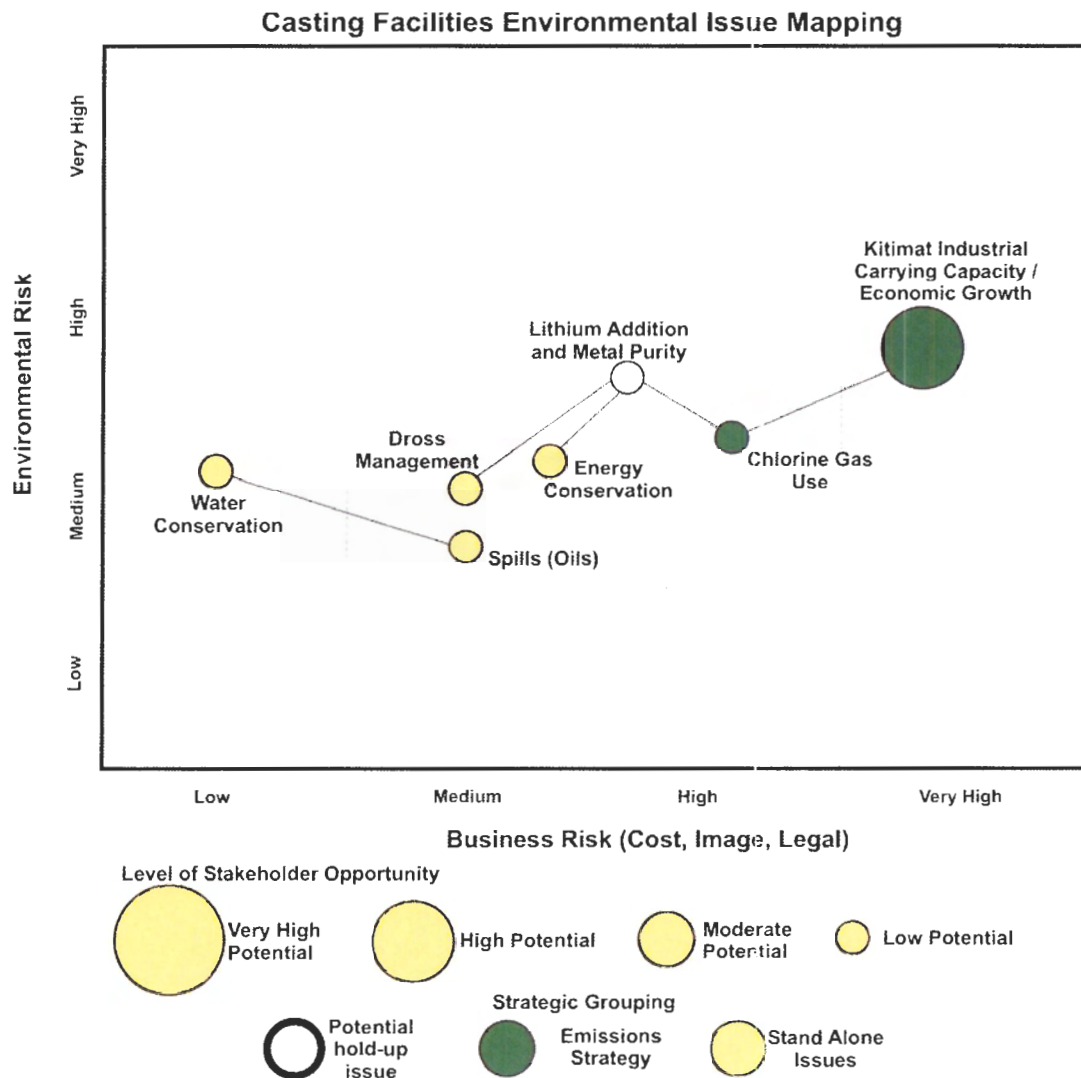 Casting Facilities Environmental Issue Mapping
Very High
High
Medium
Low
Environmental Risk
Kitimat Industrial
Carrying Capacity /
Economic Growth
Lithium Addition
and Metal Purity
Dross
Management
Energy
Conservation
Chlorine Gas
Use
Water
Conservation
Spills (Oils)
Low
Medium
High
Very High
Business Risk (Cost, Image, Legal)
Level of Stakeholder Opportunity
Very High
Potential
High Potential
Moderate
Potential
Low Potential
Strategic Grouping
Potential
hold-up
issue
Emissions
Strategy
Stand Alone
Issues